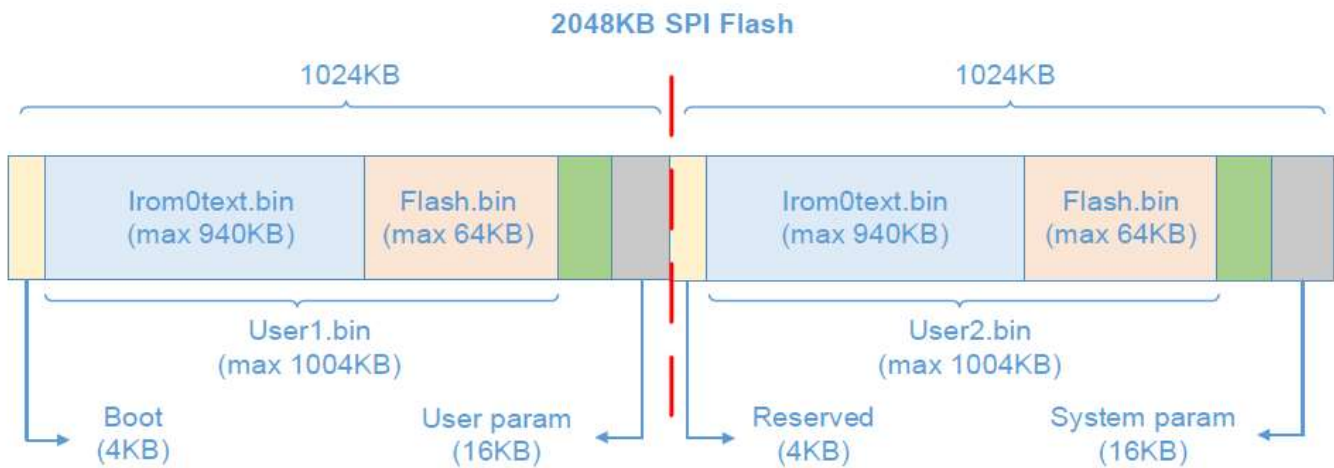 2048KB SPI Flash
1024KB
1024KB
Irom0text.bin
(max 940KB)
Flash.bin
(max 64KB)
Irom0text.bin
(max 940KB)
Flash.bin
(max 64KB)
User1.bin
(max 1004KB)
User2.bin
(max 1004KB)
Boot
(4KB)
User param
(16KB)
Reserved
(4KB)
System param
(16KB)